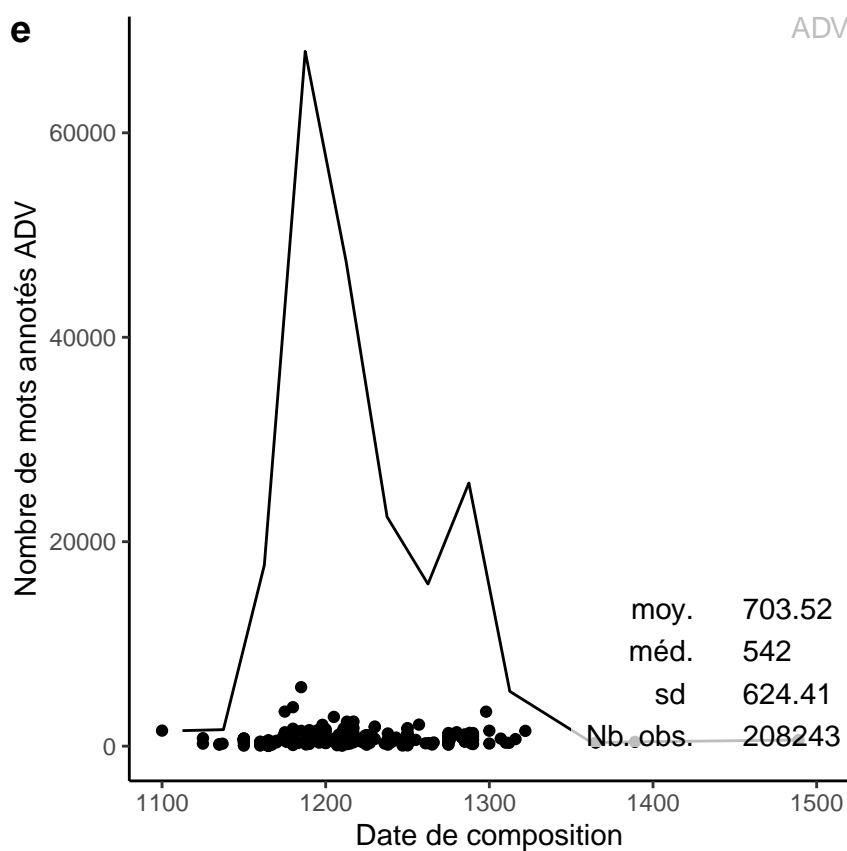 e
ADV
60000
40000
20000
0
Nombre de mots annotés ADV
moy. 703.52
méd. 542
sd 624.41
Nb. obs. 208243
1100 1200 1300 1400 1500
Date de composition